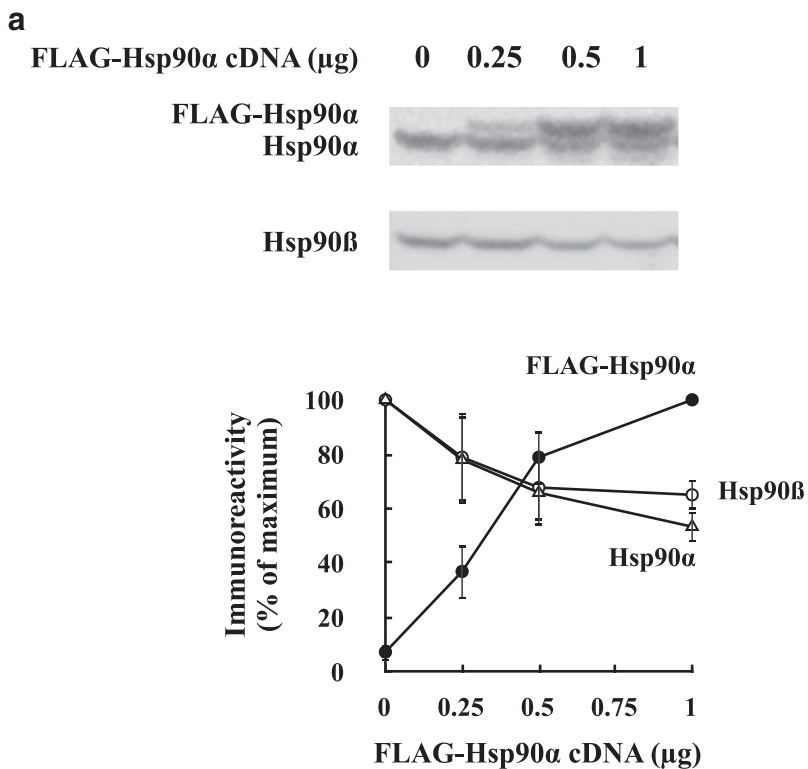 a
FLAG-Hsp90α cDNA (µg) 0 0.25 0.5 1
FLAG-Hsp90α
Hsp90α
Hsp90ß
FLAG-Hsp90α
100
80
60
40
20
0
Immunoreactivity
(% of maximum)
Hsp90ß
Hsp90α
0 0.25 0.5 0.75 1
FLAG-Hsp90α cDNA (µg)